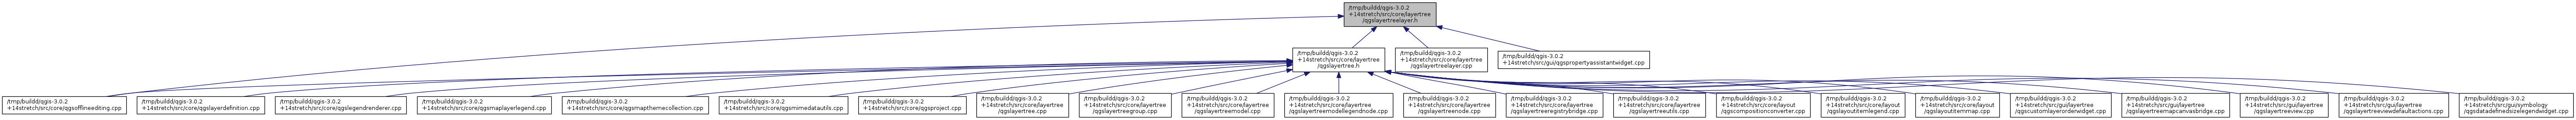 /tmp/buildd/qgis-3.0.2
+14stretch/src/core/layertree
/qgslayertreelayer.h
/tmp/buildd/qgis-3.0.2
+14stretch/src/core/layertree
/qgslayertree.h
/tmp/buildd/qgis-3.0.2
+14stretch/src/core/layertree
/qgslayertreelayer.cpp
/tmp/buildd/qgis-3.0.2
+14stretch/src/gui/qgspropertyassistantwidget.cpp
/tmp/buildd/qgis-3.0.2
+14stretch/src/core/qgsofflineediting.cpp
/tmp/buildd/qgis-3.0.2
+14stretch/src/core/qgslayerdefinition.cpp
/tmp/buildd/qgis-3.0.2
+14stretch/src/core/qgslegendrenderer.cpp
/tmp/buildd/qgis-3.0.2
+14stretch/src/core/qgsmaplayerlegend.cpp
/tmp/buildd/qgis-3.0.2
+14stretch/src/core/qgsmapthemecollection.cpp
/tmp/buildd/qgis-3.0.2
+14stretch/src/core/qgsmimedatautils.cpp
/tmp/buildd/qgis-3.0.2
+14stretch/src/core/qgsproject.cpp
/tmp/buildd/qgis-3.0.2
+14stretch/src/core/layertree
/qgslayertree.cpp
/tmp/buildd/qgis-3.0.2
+14stretch/src/core/layertree
/qgslayertreegroup.cpp
/tmp/buildd/qgis-3.0.2
+14stretch/src/core/layertree
/qgslayertreemodel.cpp
/tmp/buildd/qgis-3.0.2
+14stretch/src/core/layertree
/qgslayertreemodellegendnode.cpp
/tmp/buildd/qgis-3.0.2
+14stretch/src/core/layertree
/qgslayertreenode.cpp
/tmp/buildd/qgis-3.0.2
+14stretch/src/core/layertree
/qgslayertreeregistrybridge.cpp
/tmp/buildd/qgis-3.0.2
+14stretch/src/core/layertree
/qgslayertreeutils.cpp
/tmp/buildd/qgis-3.0.2
+14stretch/src/core/layout
/qgscompositionconverter.cpp
/tmp/buildd/qgis-3.0.2
+14stretch/src/core/layout
/qgslayoutitemlegend.cpp
/tmp/buildd/qgis-3.0.2
+14stretch/src/core/layout
/qgslayoutitemmap.cpp
/tmp/buildd/qgis-3.0.2
+14stretch/src/gui/layertree
/qgscustomlayerorderwidget.cpp
/tmp/buildd/qgis-3.0.2
+14stretch/src/gui/layertree
/qgslayertreemapcanvasbridge.cpp
/tmp/buildd/qgis-3.0.2
+14stretch/src/gui/layertree
/qgslayertreeview.cpp
/tmp/buildd/qgis-3.0.2
+14stretch/src/gui/layertree
/qgslayertreeviewdefaultactions.cpp
/tmp/buildd/qgis-3.0.2
+14stretch/src/gui/symbology
/qgsdatadefinedsizelegendwidget.cpp